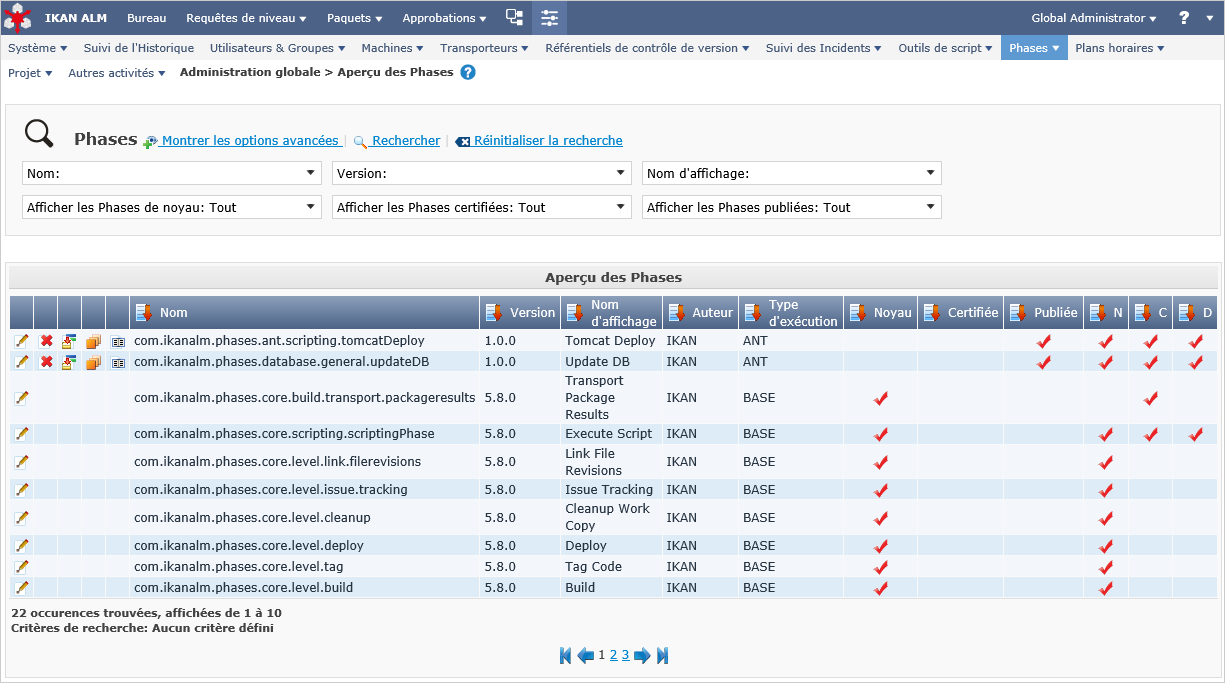 IKAN ALM Bureau Requêtes de niveau Paquets Approbations Global Administrator ?
Système Suivi de l'Historique Utilisateurs & Groupes Machines Transporteurs Référentiels de contrôle de version Suivi des Incidents Outils de script Phases Plans horaires
Projet Autres activités Administration globale > Aperçu des Phases ?
Phases Montrer les options avancées | Rechercher | Réinitialiser la recherche
Nom: Version: Nom d'affichage:
Afficher les Phases de noyau: Tout Afficher les Phases certifiées: Tout Afficher les Phases publiées: Tout
Aperçu des Phases
Nom Version Nom d'affichage Auteur Type d'exécution Noyau Certifiée Publiée N C D
com.ikanalm.phases.ant.scripting.tomcatDeploy 1.0.0 Tomcat Deploy IKAN ANT
com.ikanalm.phases.database.general.updateDB 1.0.0 Update DB IKAN ANT
com.ikanalm.phases.core.build.transport.packageresults 5.8.0 Transport Package Results IKAN BASE
com.ikanalm.phases.core.scripting.scriptingPhase 5.8.0 Execute Script IKAN BASE
com.ikanalm.phases.core.level.link.filerevisions 5.8.0 Link File Revisions IKAN BASE
com.ikanalm.phases.core.level.issue.tracking 5.8.0 Issue Tracking IKAN BASE
com.ikanalm.phases.core.level.cleanup 5.8.0 Cleanup Work Copy IKAN BASE
com.ikanalm.phases.core.level.deploy 5.8.0 Deploy IKAN BASE
com.ikanalm.phases.core.level.tag 5.8.0 Tag Code IKAN BASE
com.ikanalm.phases.core.level.build 5.8.0 Build IKAN BASE
22 occurences trouvées, affichées de 1 à 10
Critères de recherche: Aucun critère défini
1 2 3